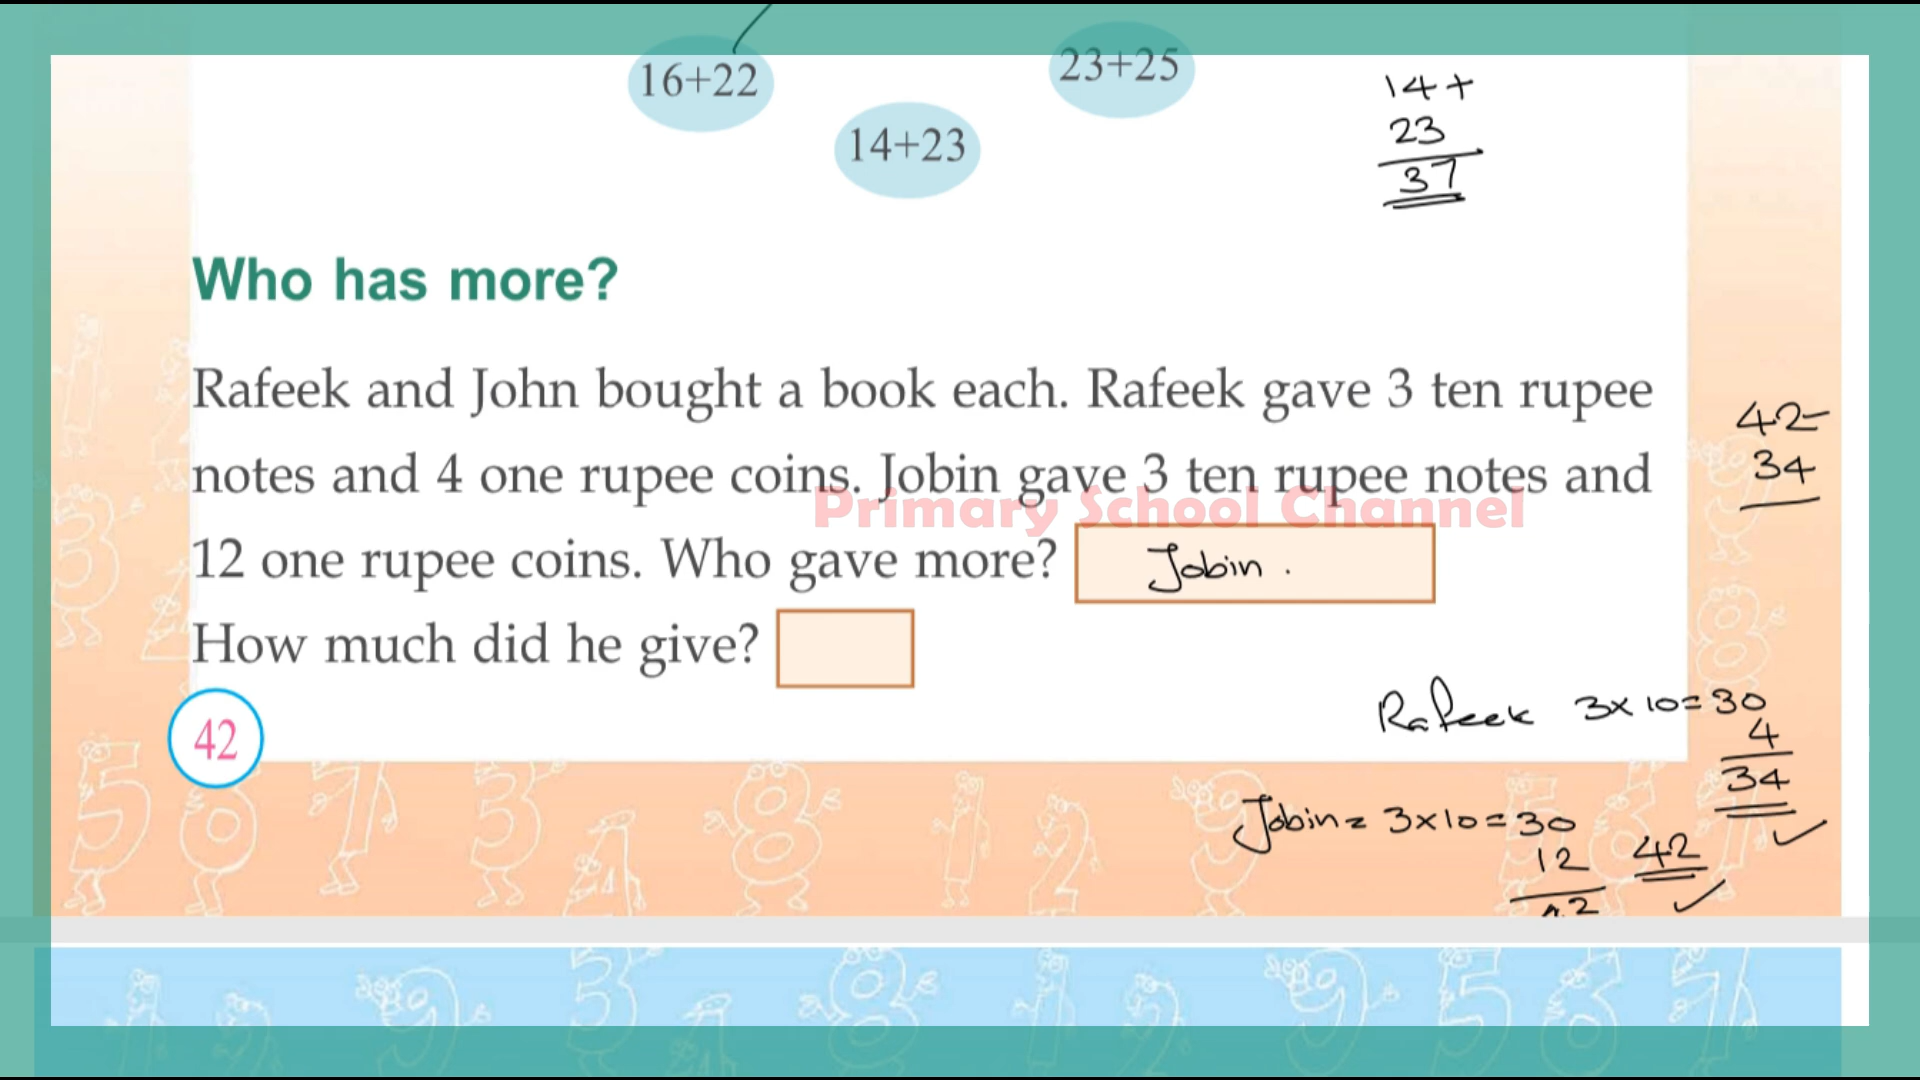 16+22
23+25
14+23
14+
23
37
Who has more?
Rafeek and John bought a book each. Rafeek gave 3 ten rupee
notes and 4 one rupee coins. Jobin gave 3 ten rupee notes and
12 one rupee coins. Who gave more? Jobin.
How much did he give?
Primary School Channel
42-
34
42
Rafeek 3x10=30
4
34
Jobin= 3x10=30
12 42
42